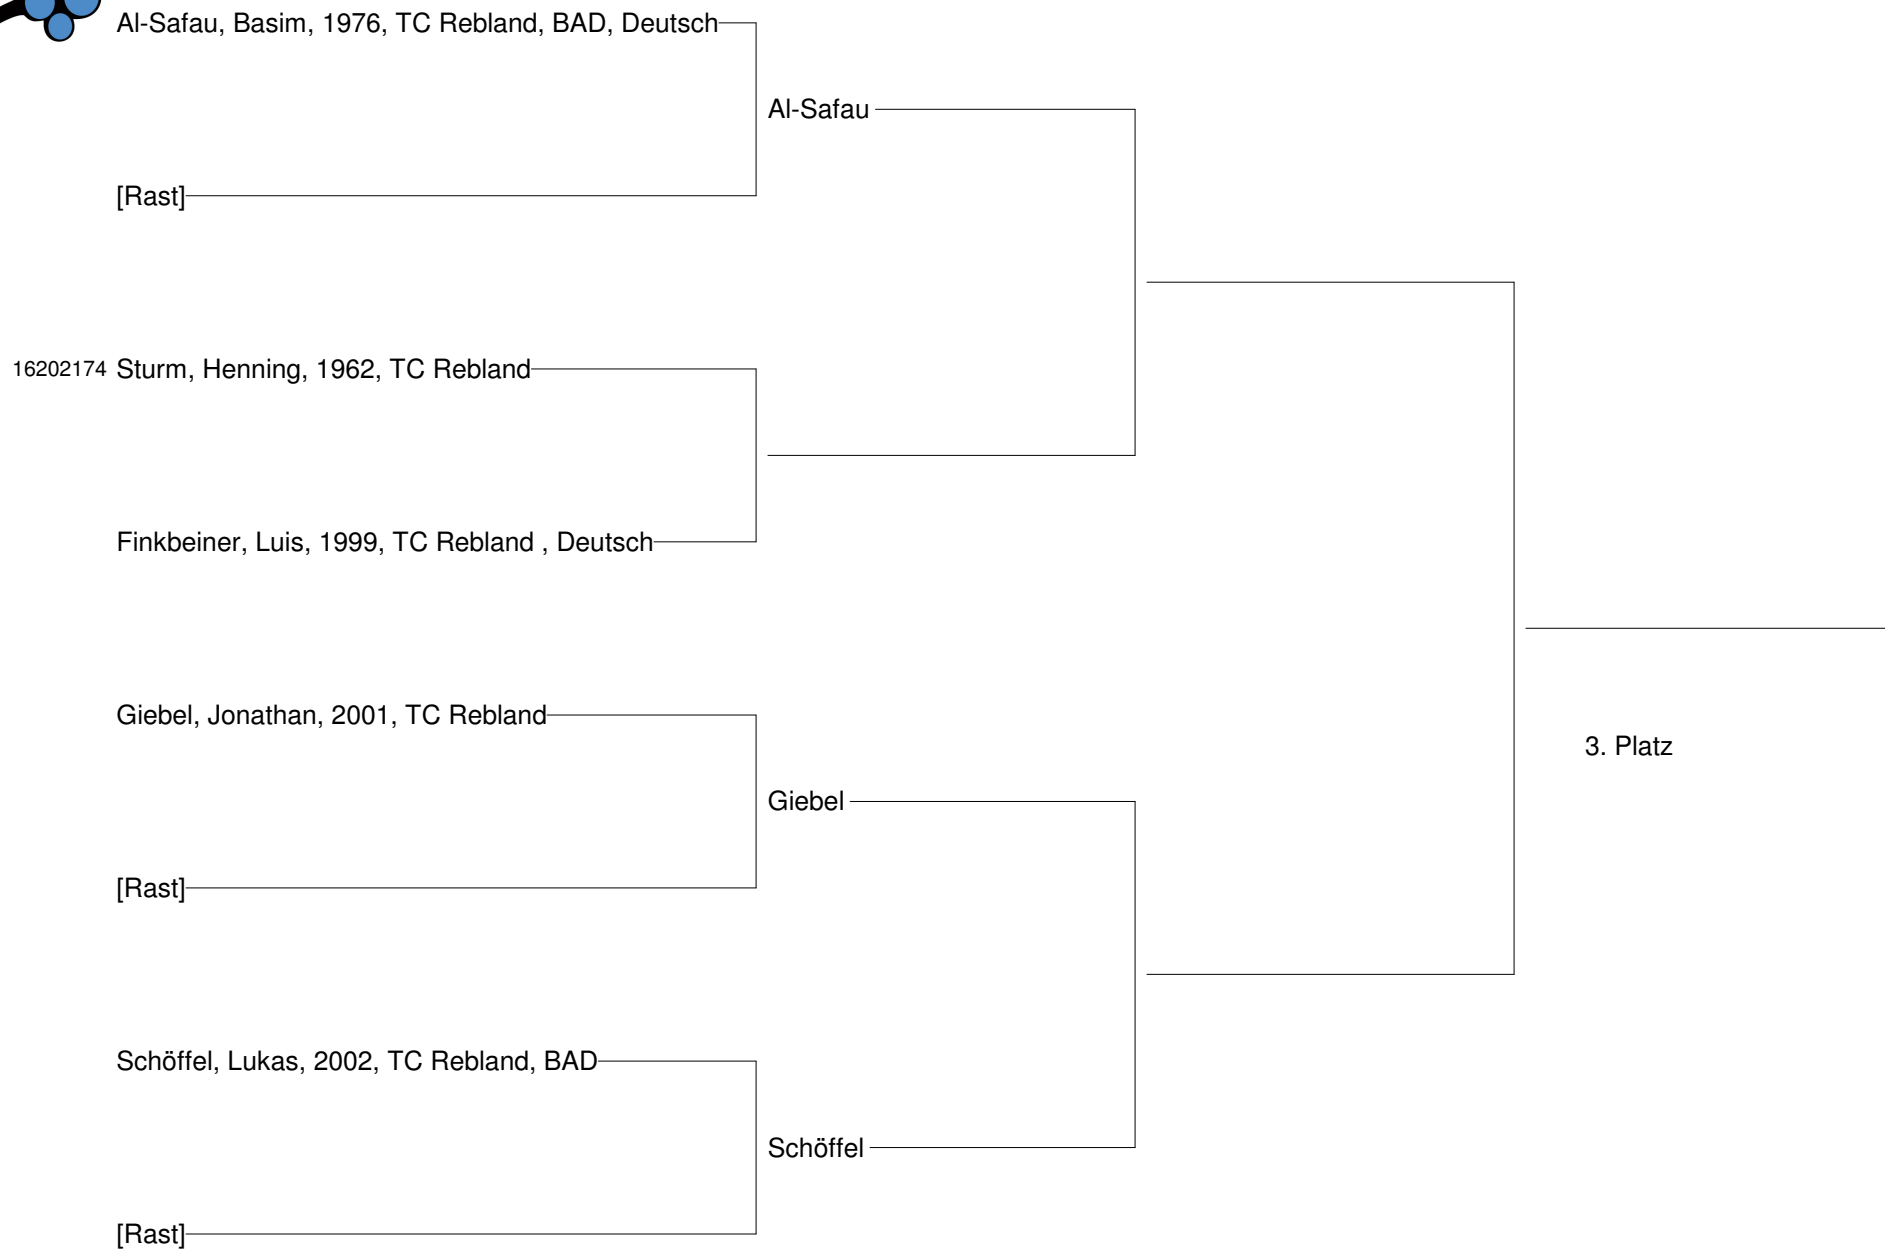 Al-Safau, Basim, 1976, TC Rebland, BAD, Deutsch
Al-Safau
[Rast]
16202174 Sturm, Henning, 1962, TC Rebland
Finkbeiner, Luis, 1999, TC Rebland , Deutsch
Giebel, Jonathan, 2001, TC Rebland
3. Platz
Giebel
[Rast]
Schöffel, Lukas, 2002, TC Rebland, BAD
Schöffel
[Rast]